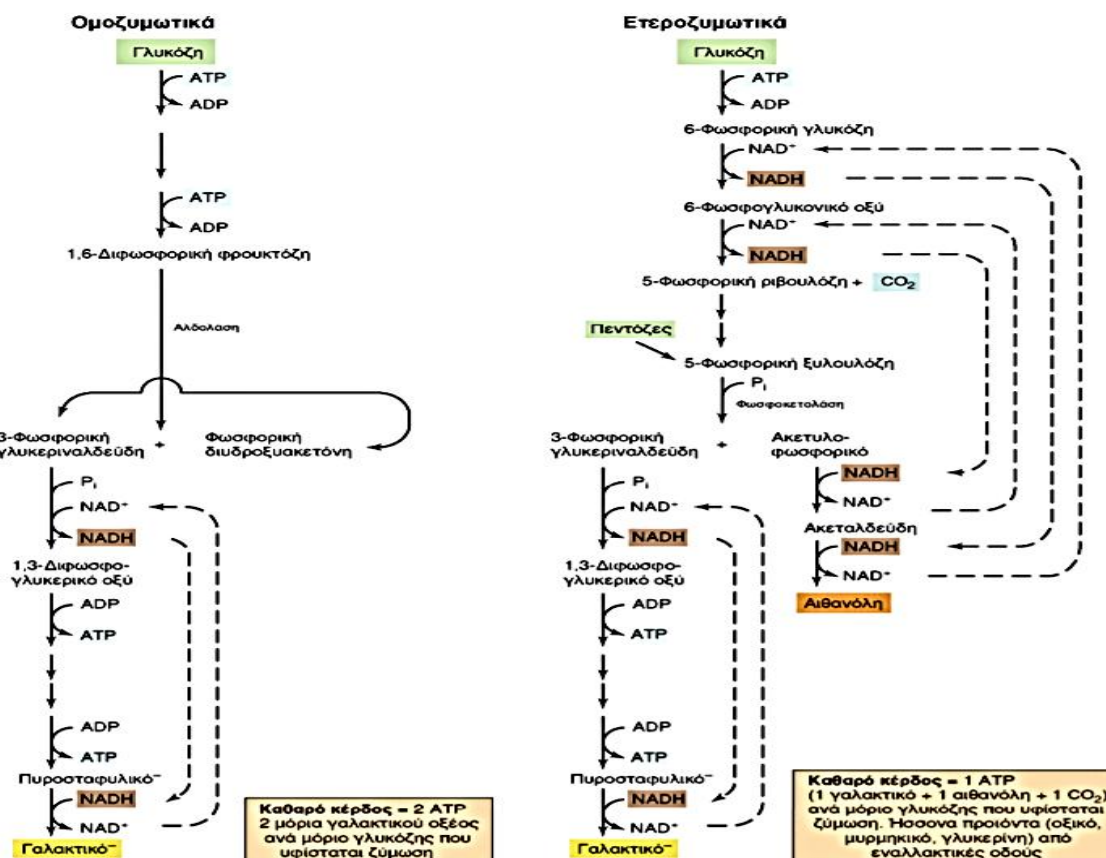 Ομοζυμωτικά
Γλυκόζη
ATP
ADP
ATP
ADP
1,6-Διφωσφορική φρουκτόζη
Αλδολάση
3-Φωσφορική
γλυκεριναλδεΰδη
+
Φωσφορική
διυδροξυακετόνη
Pi
NAD+
NADH
1,3-Διφωσφο-
γλυκερικό οξύ
ADP
ATP
ADP
ATP
Πυροσταφυλικό–
NADH
NAD+
Γαλακτικό–
Καθαρό κέρδος = 2 ATP
2 μόρια γαλακτικού οξέος
ανά μόριο γλυκόζης που
υφίσταται ζύμωση
Ετεροζυμωτικά
Γλυκόζη
ATP
ADP
6-Φωσφορική γλυκόζη
NAD+
NADH
6-Φωσφογλυκονικό οξύ
NAD+
NADH
5-Φωσφορική ριβουλόζη + CO2
Πεντόζες
5-Φωσφορική ξυλουλόζη
Pi
Φωσφοκετολάση
3-Φωσφορική
γλυκεριναλδεΰδη
+
Ακετυλο-
φωσφορικό
NADH
NAD+
Ακεταλδεΰδη
NADH
NAD+
Αιθανόλη
Pi
NAD+
NADH
1,3-Διφωσφο-
γλυκερικό οξύ
ADP
ATP
ADP
ATP
Πυροσταφυλικό–
NADH
NAD+
Γαλακτικό–
Καθαρό κέρδος = 1 ATP
(1 γαλακτικό + 1 αιθανόλη + 1 CO2)
ανά μόριο γλυκόζης που υφίσταται
ζύμωση. Ήσσονα προϊόντα (οξικό,
μυρμηκικό, γλυκερίνη) από
εναλλακτικές οδούς